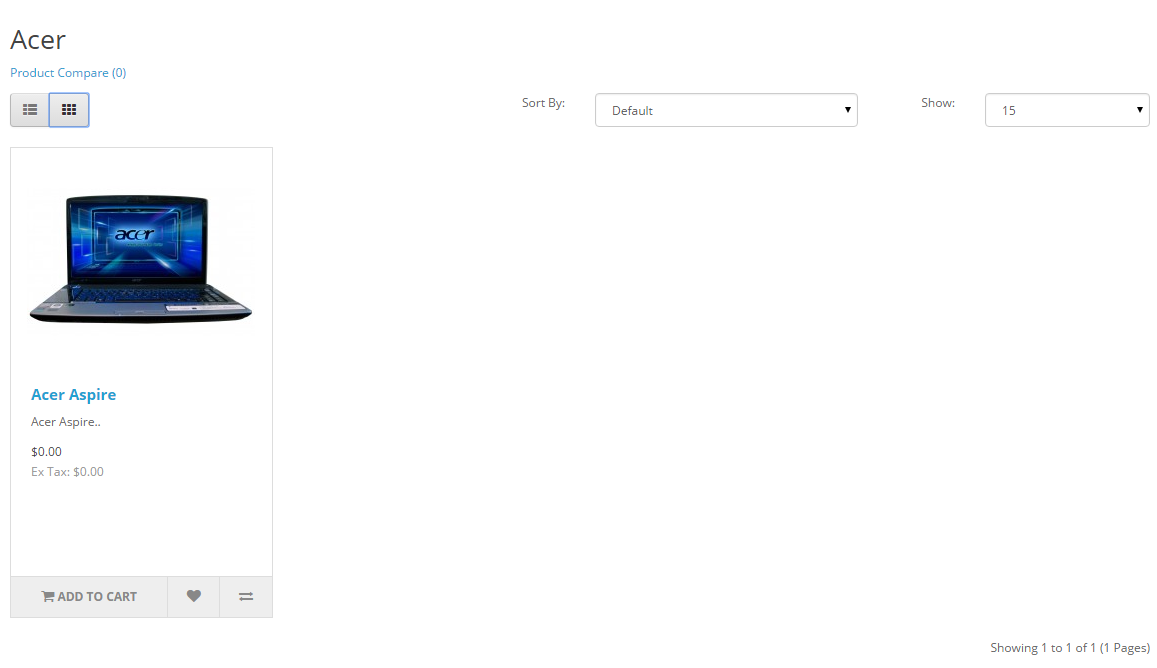 Acer
Product Compare (0)
Sort By:
Default
Show:
15
acer
Acer Aspire
Acer Aspire..
$0.00
Ex Tax: $0.00
ADD TO CART
Showing 1 to 1 of 1 (1 Pages)